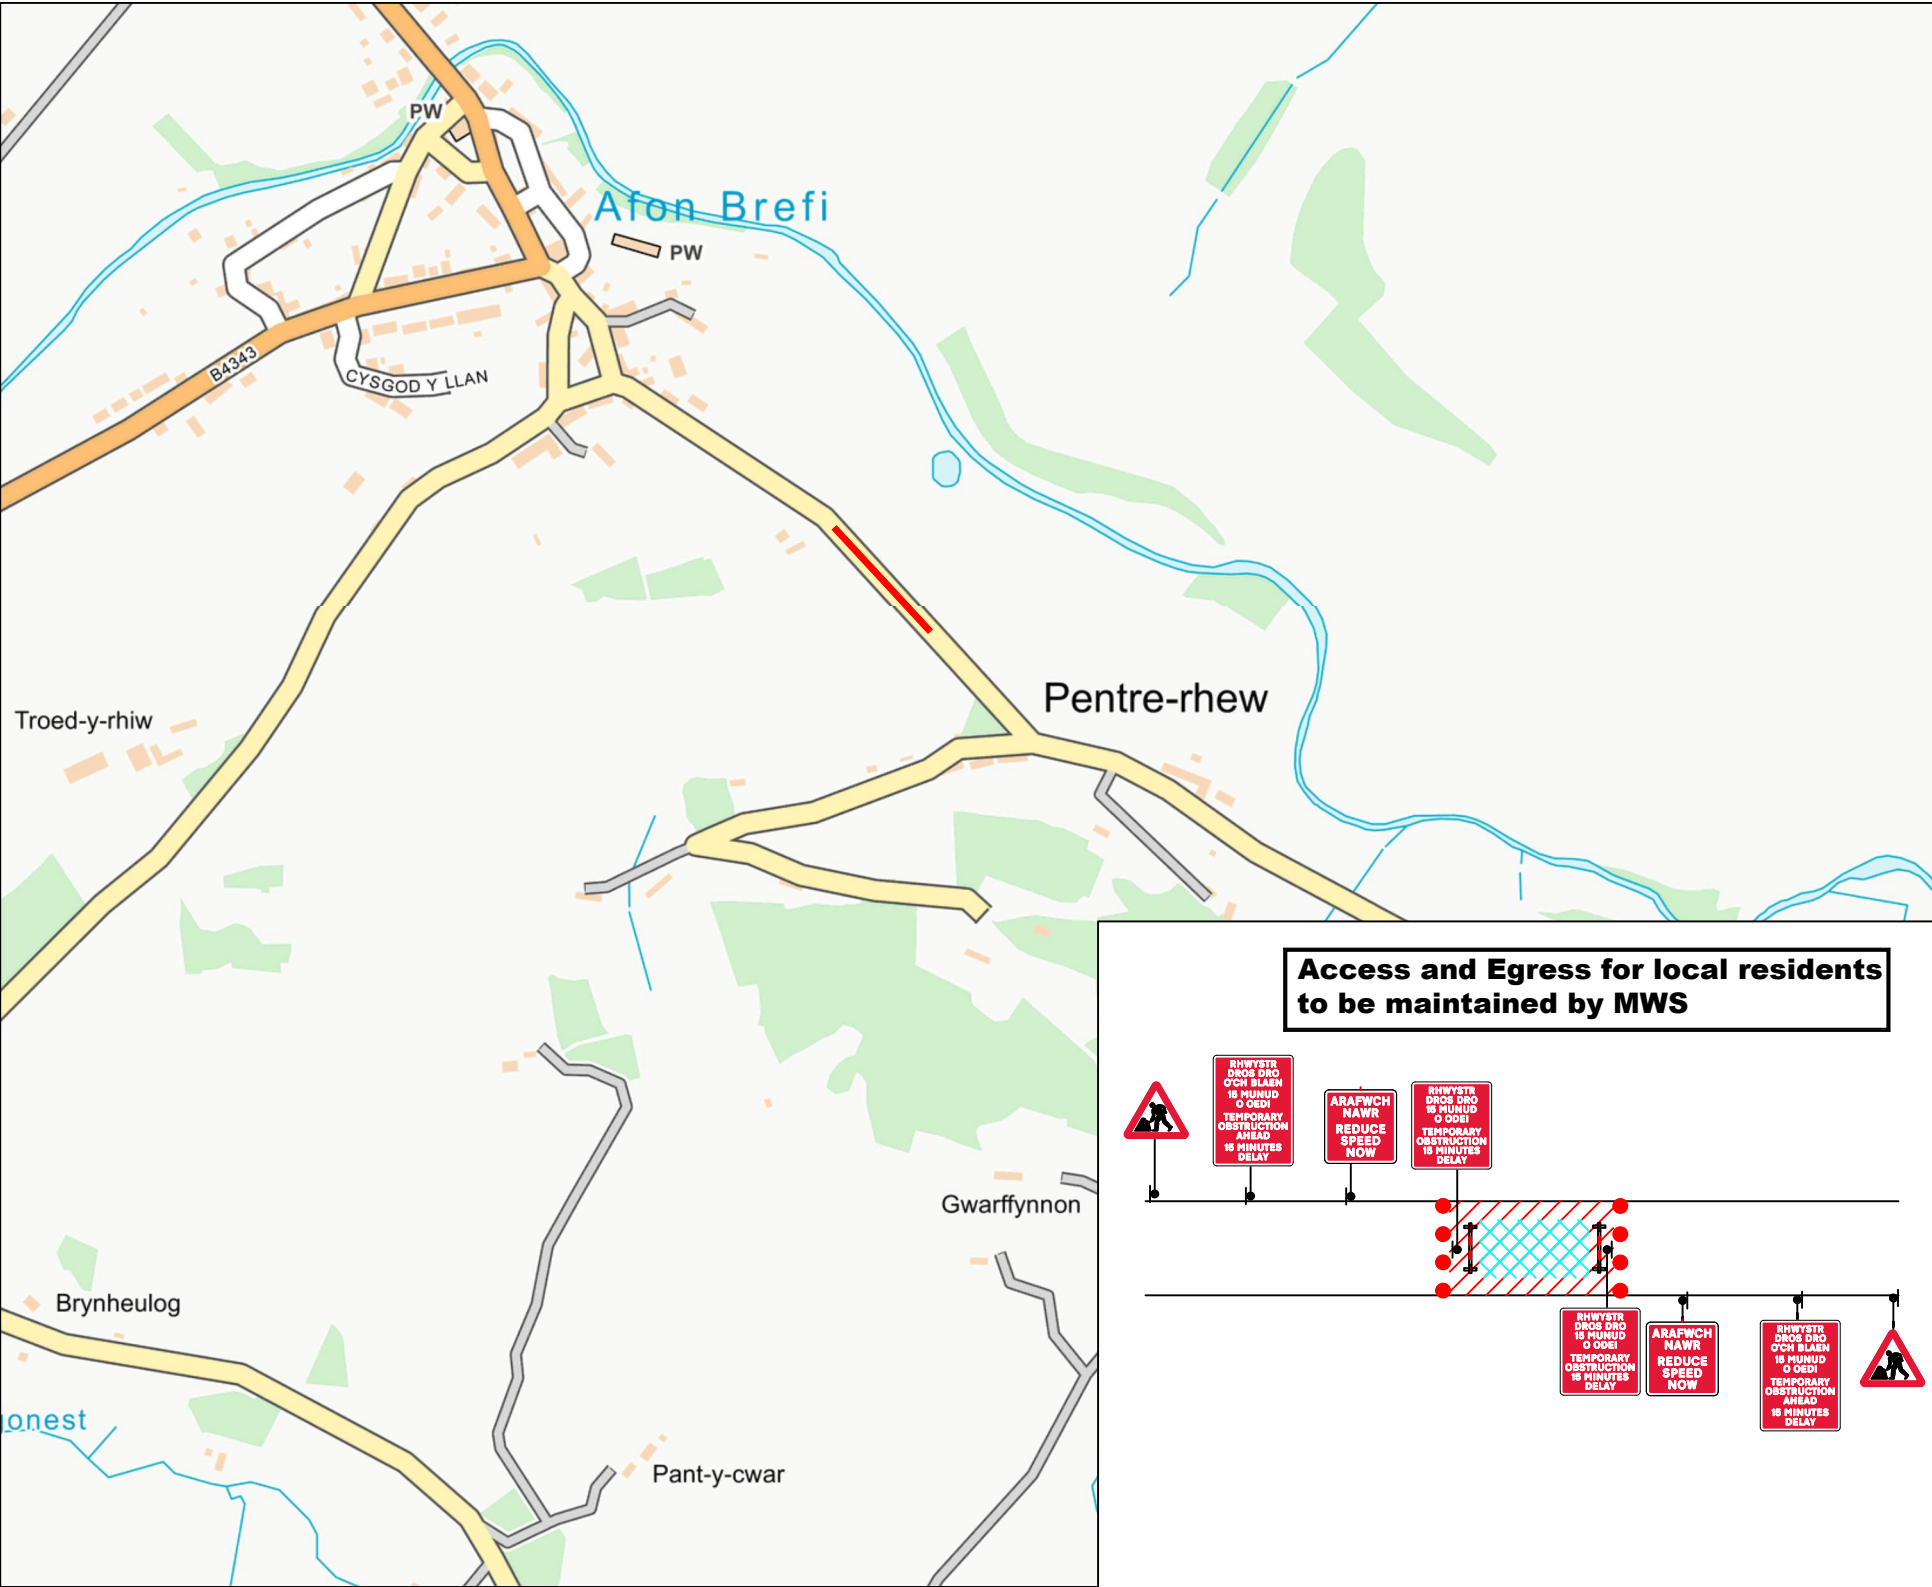 PW
Afon Brefi
PW
B4343
CYSGOD Y LLAN
Pentre-rhew
Troed-y-rhiw
Gwarffynnon
Brynheulog
onest
Pant-y-cwar
Access and Egress for local residents
to be maintained by MWS
RHWYSTR
DROS DRO
O'CH BLAEN
15 MUNUD
O OEDI
TEMPORARY
OBSTRUCTION
AHEAD
15 MINUTES
DELAY
ARAFWCH
NAWR
REDUCE
SPEED
NOW
RHWYSTR
DROS DRO
15 MUNUD
O ODEI
TEMPORARY
OBSTRUCTION
15 MINUTES
DELAY
RHWYSTR
DROS DRO
15 MUNUD
O ODEI
TEMPORARY
OBSTRUCTION
15 MINUTES
DELAY
ARAFWCH
NAWR
REDUCE
SPEED
NOW
RHWYSTR
DROS DRO
O'CH BLAEN
15 MUNUD
O OEDI
TEMPORARY
OBSTRUCTION
AHEAD
15 MINUTES
DELAY